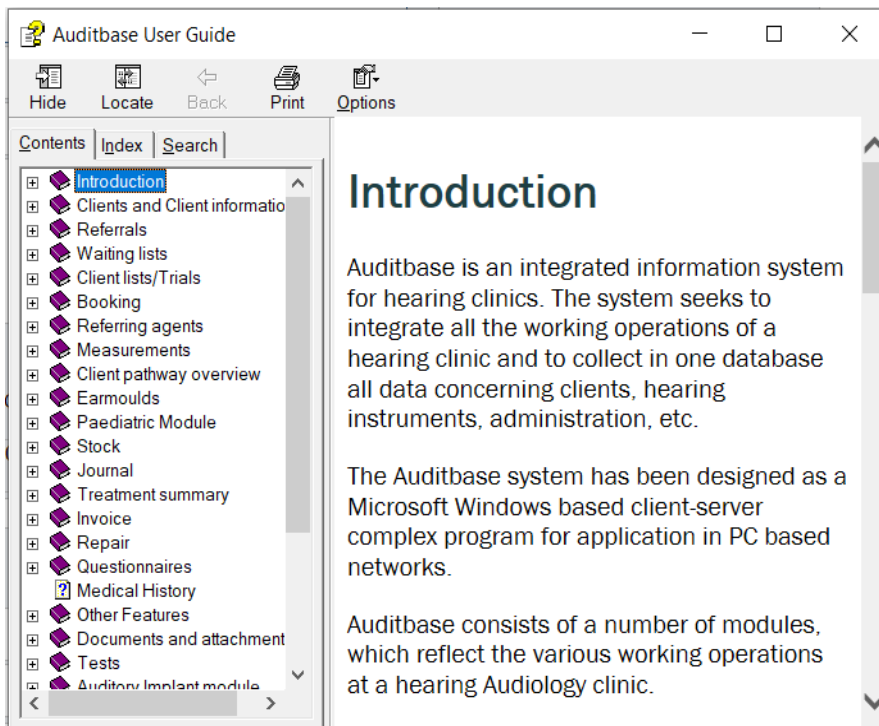 Auditbase User Guide
Hide Locate Back Print Options
Contents Index Search
Introduction
Clients and Client informatio
Referrals
Waiting lists
Client lists/Trials
Booking
Referring agents
Measurements
Client pathway overview
Earmoulds
Paediatric Module
Stock
Journal
Treatment summary
Invoice
Repair
Questionnaires
Medical History
Other Features
Documents and attachment
Tests
Auditory Implant module
Introduction
Auditbase is an integrated information system
for hearing clinics. The system seeks to
integrate all the working operations of a
hearing clinic and to collect in one database
all data concerning clients, hearing
instruments, administration, etc.
The Auditbase system has been designed as a
Microsoft Windows based client-server
complex program for application in PC based
networks.
Auditbase consists of a number of modules,
which reflect the various working operations
at a hearing Audiology clinic.